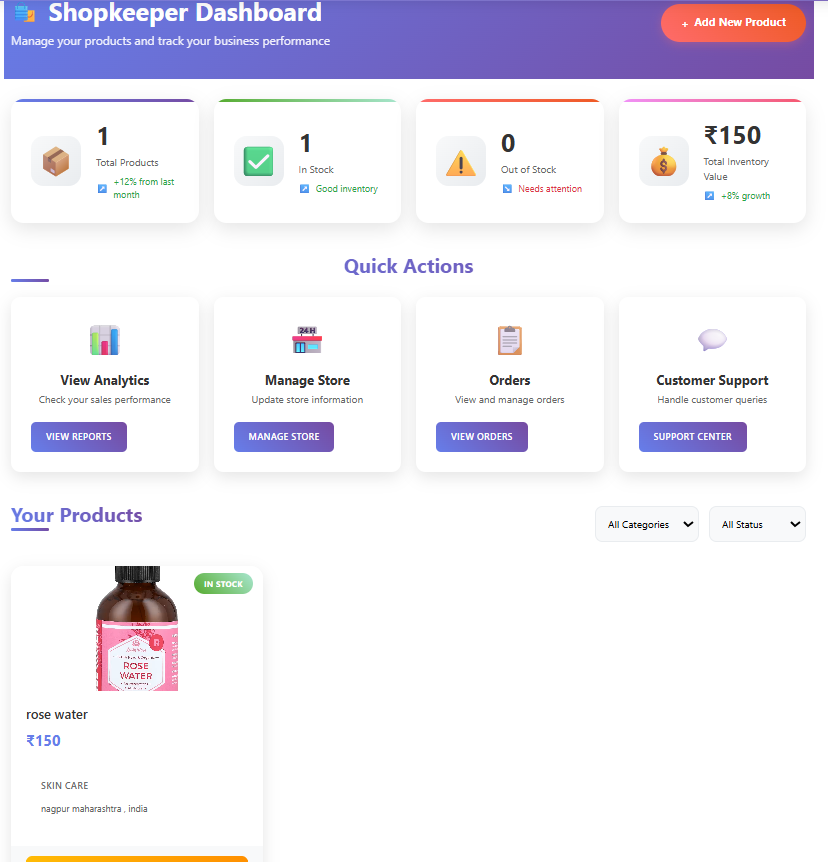 Shopkeeper Dashboard
Manage your products and track your business performance
+ Add New Product
1
Total Products
+12% from last
month
1
In Stock
Good inventory
0
Out of Stock
Needs attention
₹150
Total Inventory
Value
+8% growth
Quick Actions
View Analytics
Check your sales performance
VIEW REPORTS
24 H
Manage Store
Update store information
MANAGE STORE
Orders
View and manage orders
VIEW ORDERS
Customer Support
Handle customer queries
SUPPORT CENTER
Your Products
All Categories
All Status
IN STOCK
ROSE
WATER
rose water
₹150
SKIN CARE
nagpur maharashtra , india